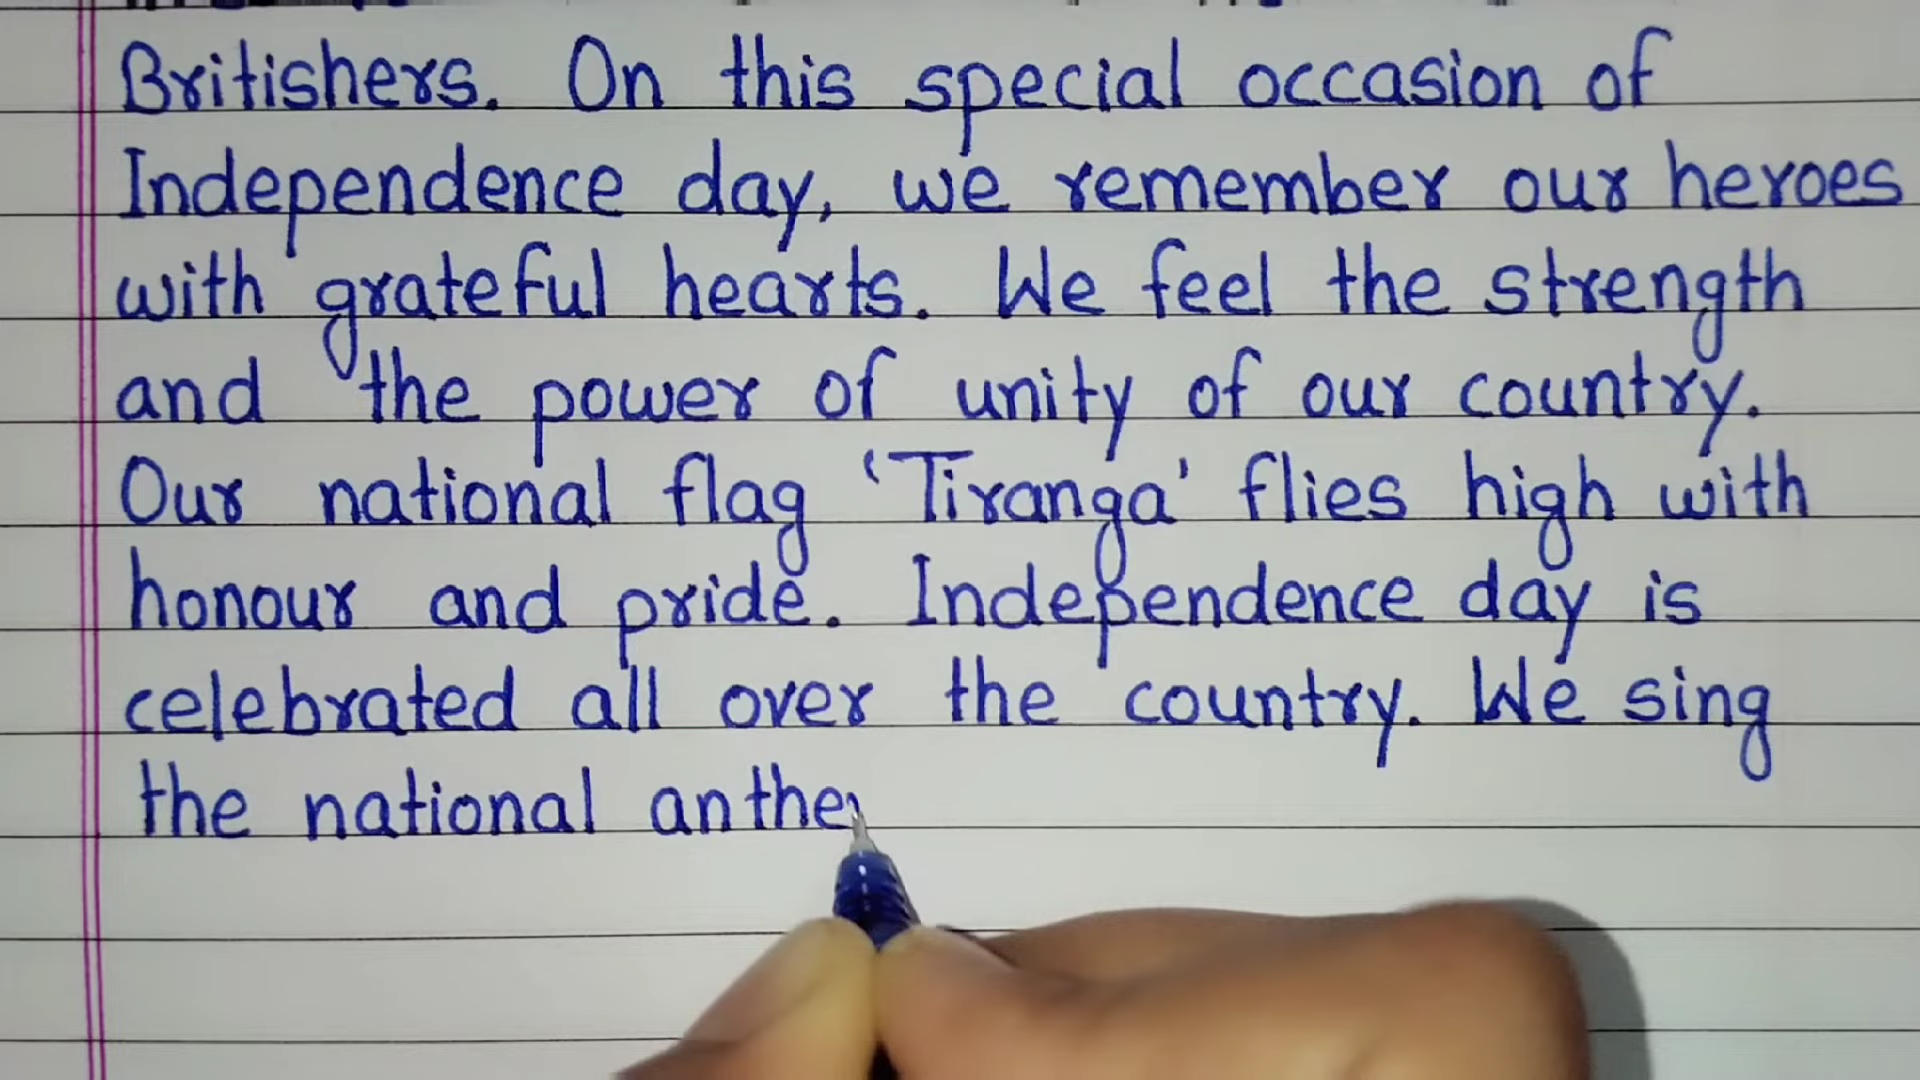 Britishers. On this special occasion of
Independence day, we remember our heroes
with grateful hearts. We feel the strength
and the power of unity of our country.
Our national flag 'Tiranga' flies high with
honour and pride. Independence day is
celebrated all over the country. We sing
the national anthe